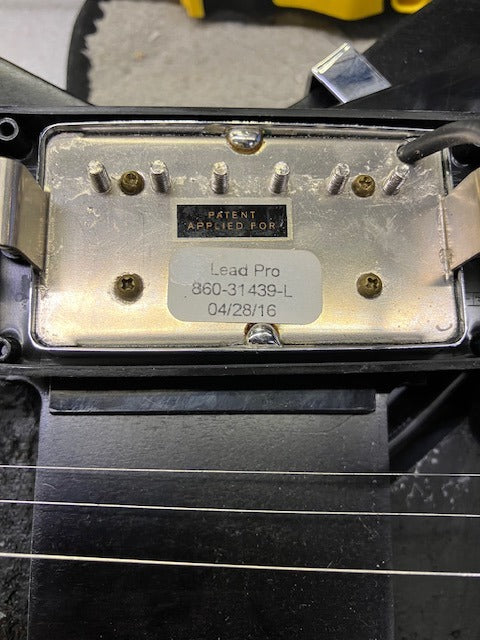 PATENT
APPLIED FOR
Lead Pro
860-31439-L
04/28/16